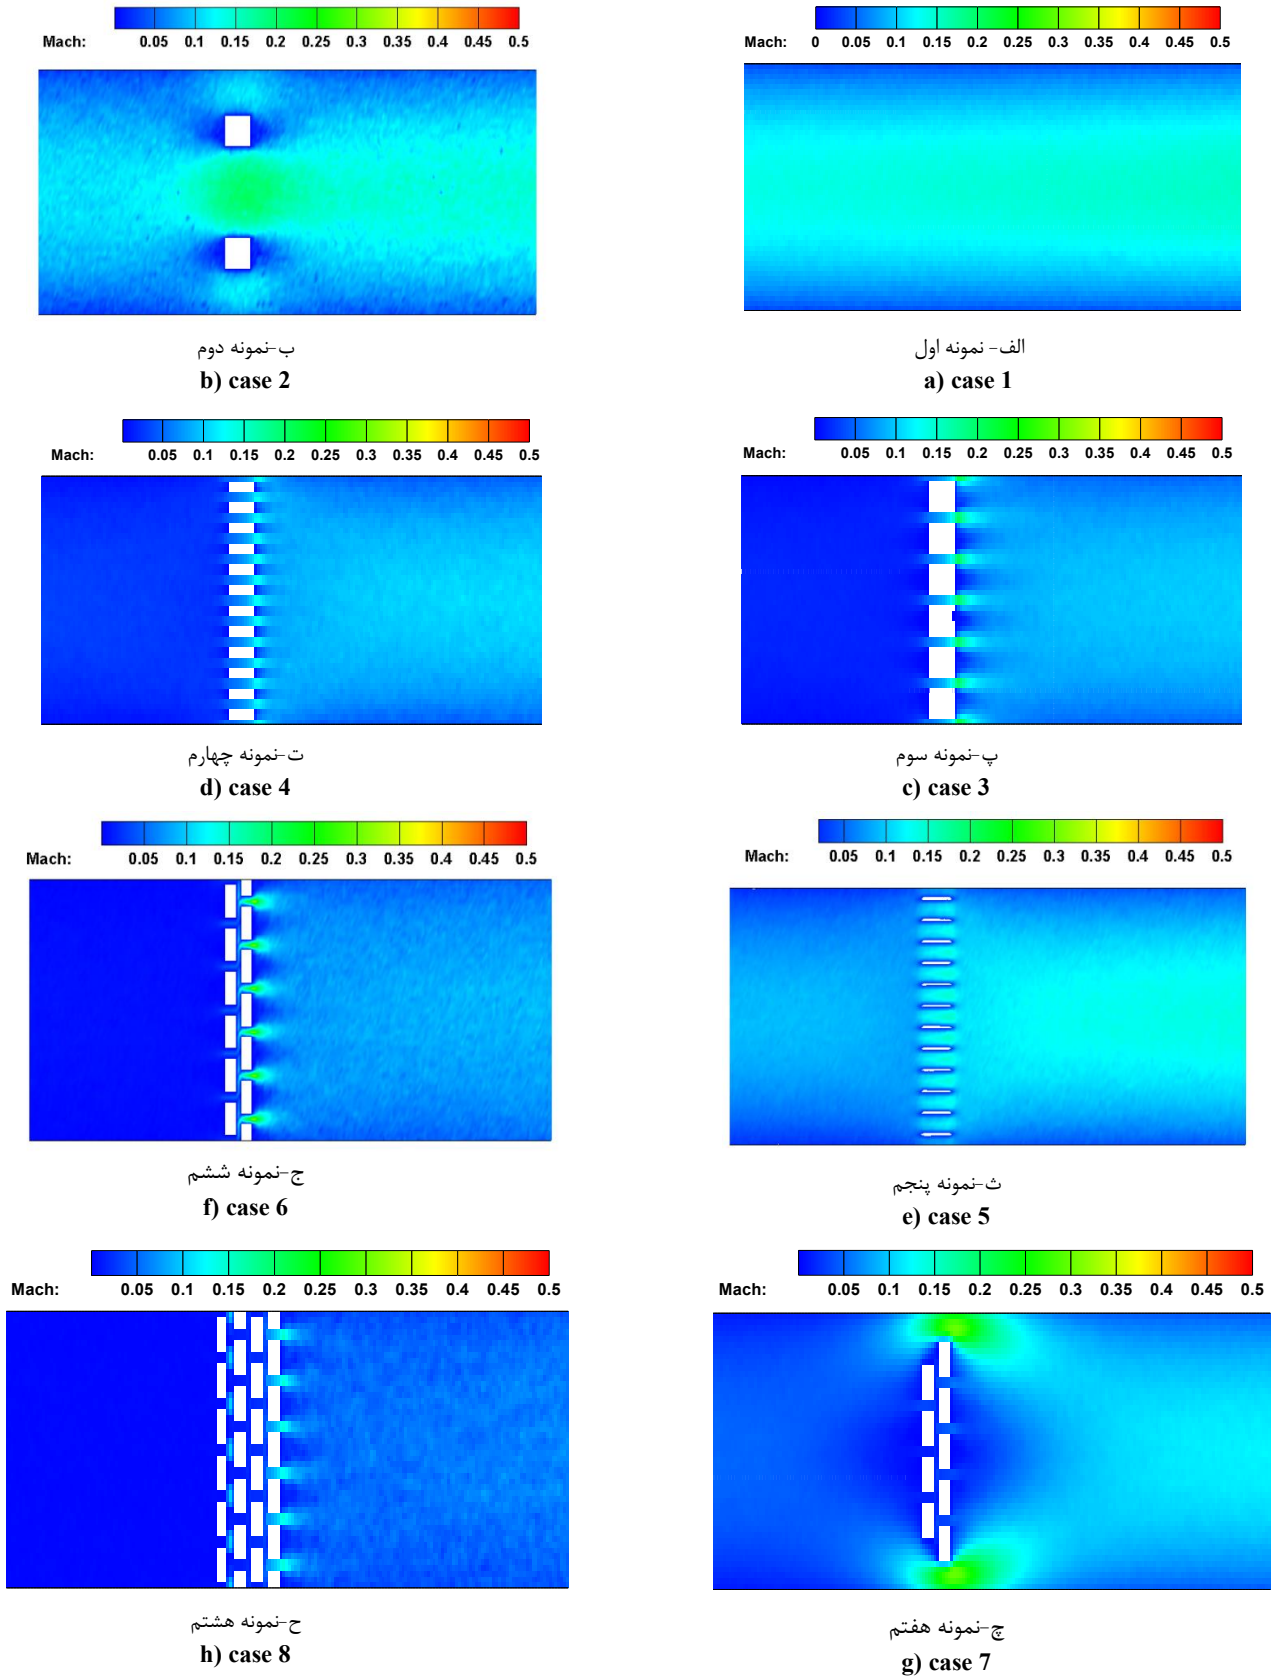 Mach: 0.05 0.1 0.15 0.2 0.25 0.3 0.35 0.4 0.45 0.5
ب-نمونه دوم
b) case 2
Mach: 0 0.05 0.1 0.15 0.2 0.25 0.3 0.35 0.4 0.45 0.5
الف- نمونه اول
a) case 1
Mach: 0.05 0.1 0.15 0.2 0.25 0.3 0.35 0.4 0.45 0.5
ت-نمونه چهارم
d) case 4
Mach: 0.05 0.1 0.15 0.2 0.25 0.3 0.35 0.4 0.45 0.5
پ-نمونه سوم
c) case 3
Mach: 0.05 0.1 0.15 0.2 0.25 0.3 0.35 0.4 0.45 0.5
ج-نمونه ششم
f) case 6
Mach: 0.05 0.1 0.15 0.2 0.25 0.3 0.35 0.4 0.45 0.5
ث-نمونه پنجم
e) case 5
Mach: 0.05 0.1 0.15 0.2 0.25 0.3 0.35 0.4 0.45 0.5
ح-نمونه هشتم
h) case 8
Mach: 0.05 0.1 0.15 0.2 0.25 0.3 0.35 0.4 0.45 0.5
چ-نمونه هفتم
g) case 7